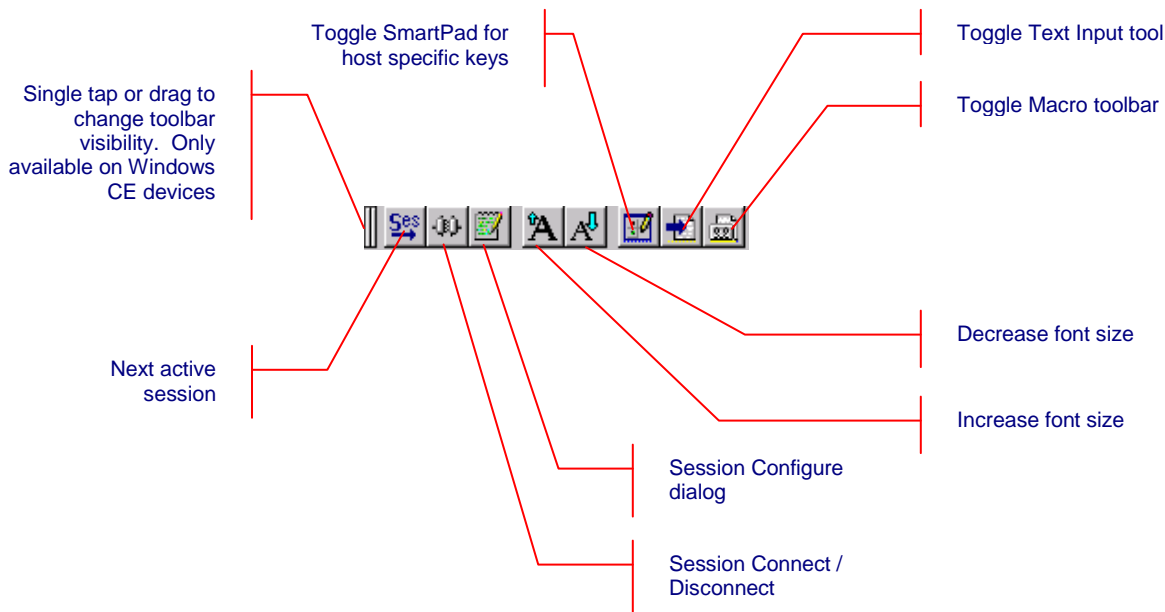 Toggle SmartPad for
host specific keys
Toggle Text Input tool
Single tap or drag to
change toolbar
visibility. Only
available on Windows
CE devices
Toggle Macro toolbar
Ses
A
A
Next active
session
Decrease font size
Increase font size
Session Configure
dialog
Session Connect /
Disconnect